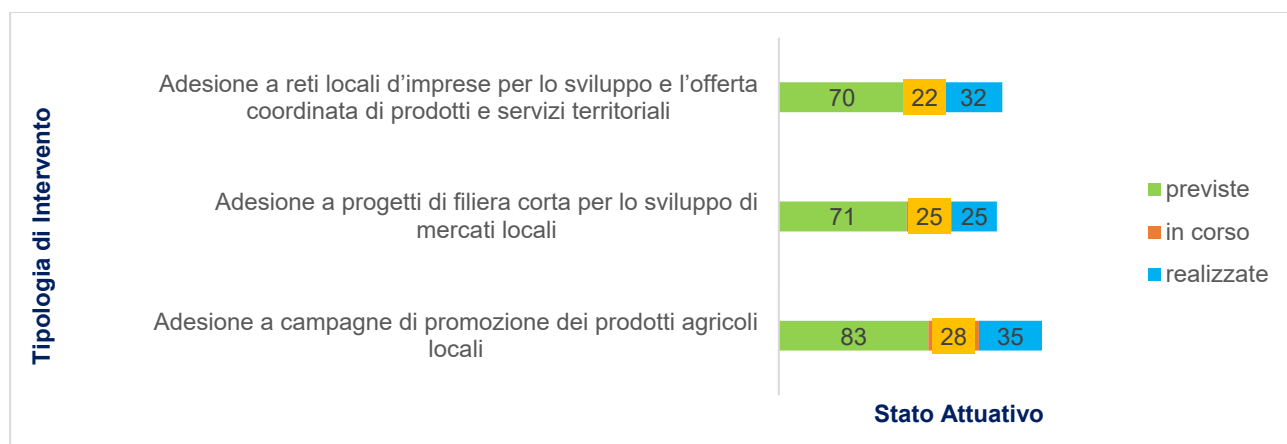 Tipologia di Intervento
Adesione a reti locali d’imprese per lo sviluppo e l’offerta
coordinata di prodotti e servizi territoriali
70 22 32
Adesione a progetti di filiera corta per lo sviluppo di
mercati locali
71 25 25
Adesione a campagne di promozione dei prodotti agricoli
locali
83 28 35
previste
in corso
realizzate
Stato Attuativo